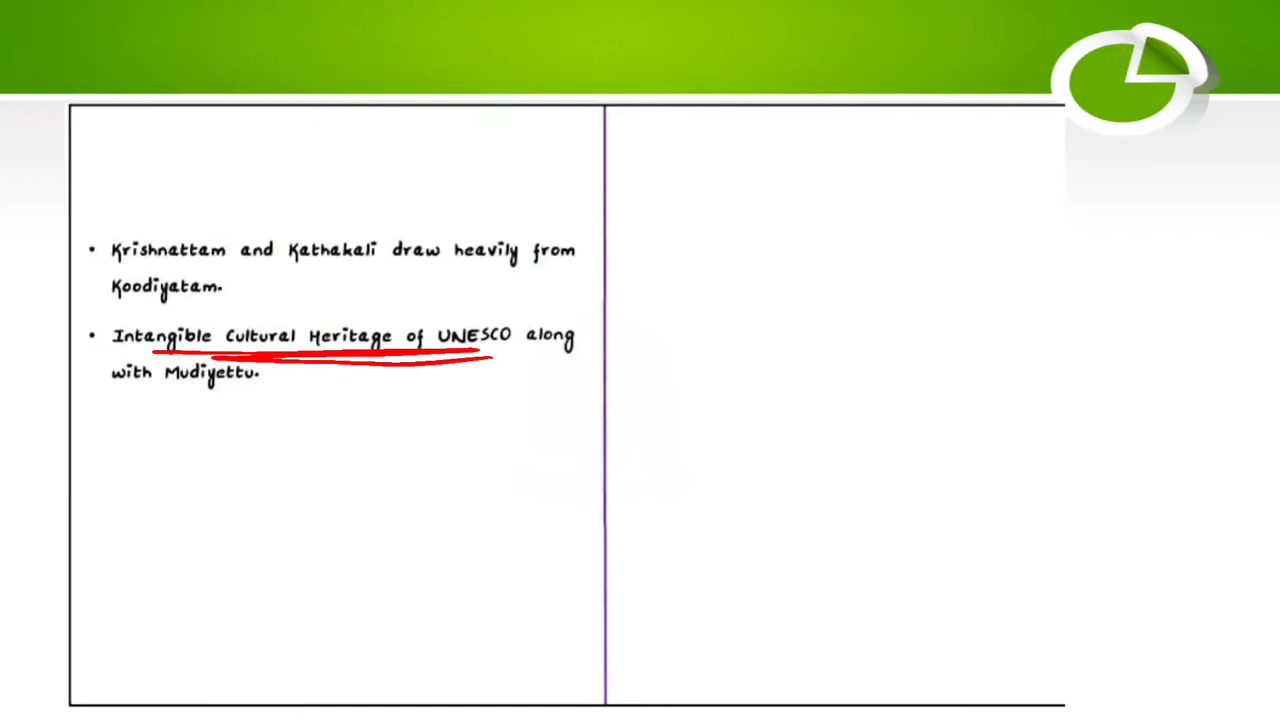 • Krishnattam and Kathakali draw heavily from
Koodiyatam.
• Intangible Cultural Heritage of UNESCO along
with Mudiyettu.